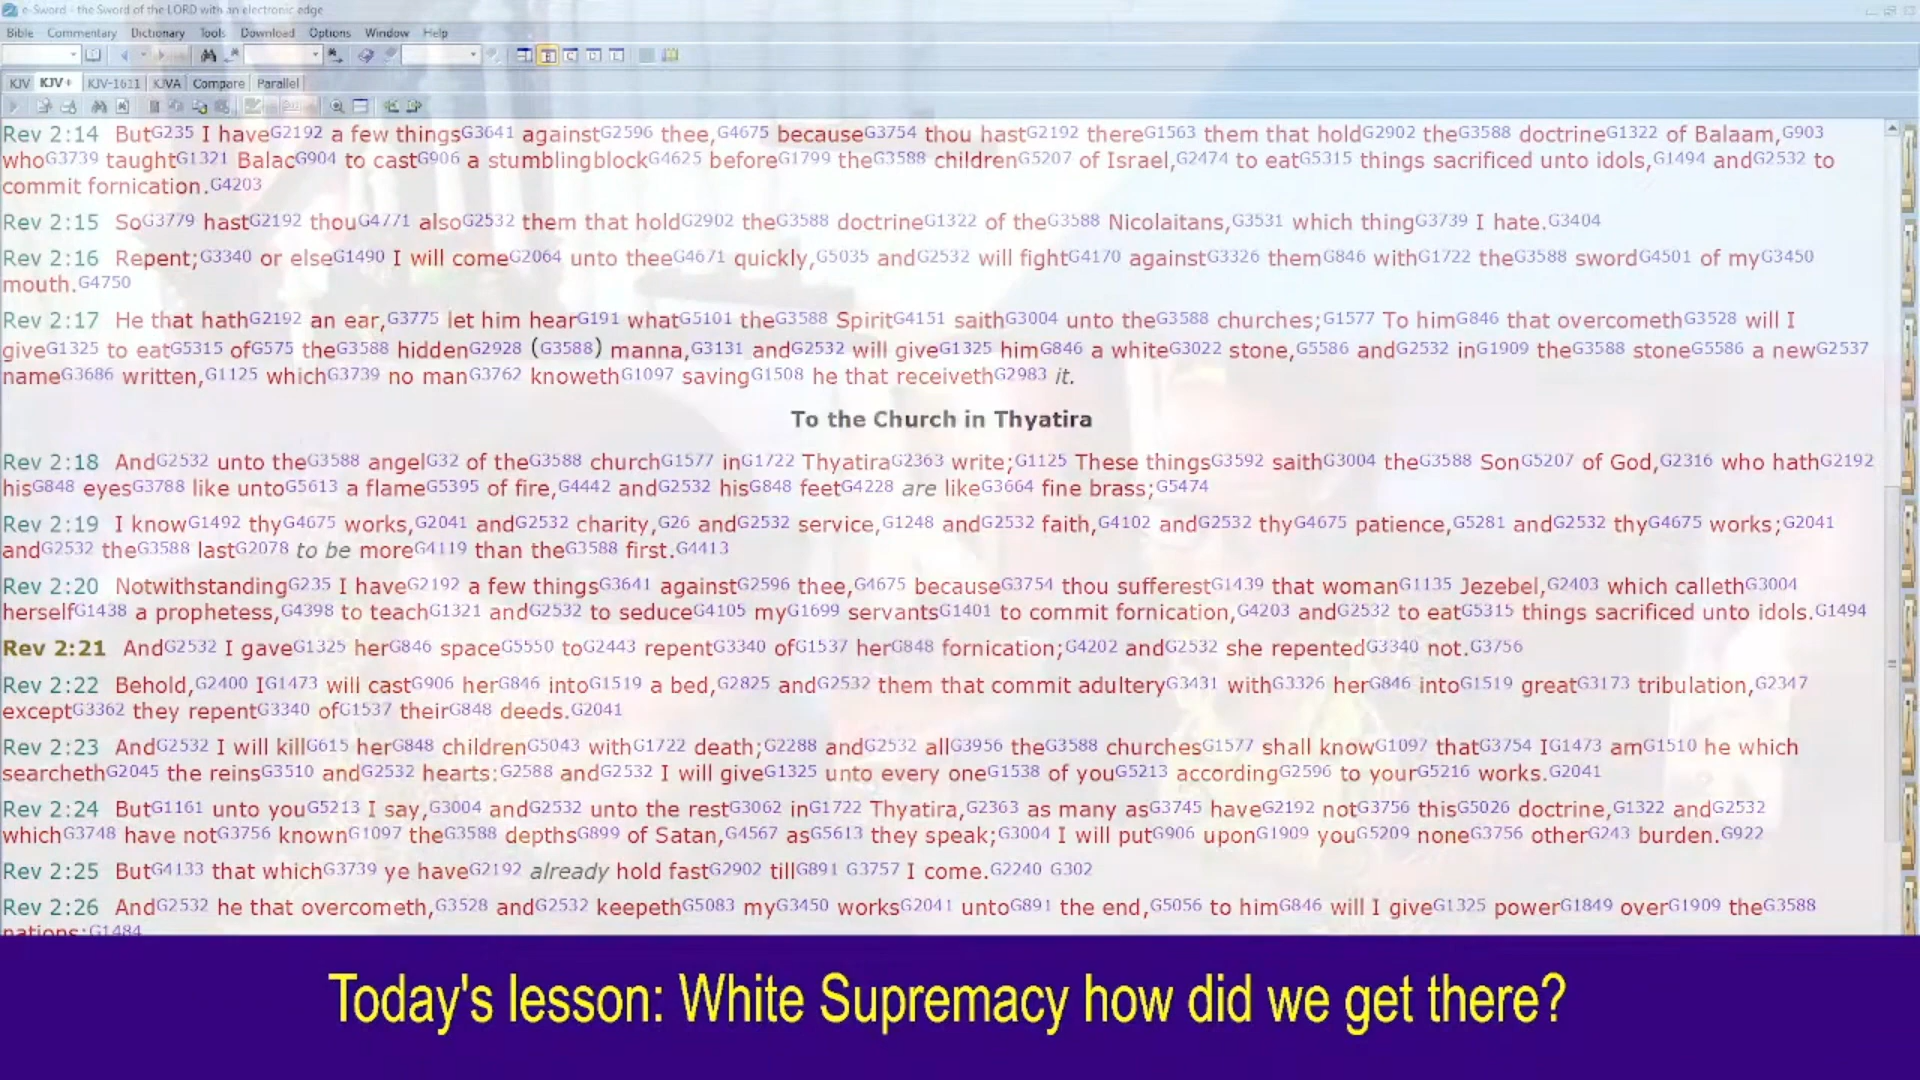 e-Sword - the Sword of the LORD with an electronic edge
Bible Commentary Dictionary Tools Download Options Window Help
KJV KJV+ KJV-1611 KJVA Compare Parallel
Rev 2:14 ButG235 I haveG2192 a few thingsG3641 againstG2596 thee,G4675 becauseG3754 thou hastG2192 thereG1563 them that holdG2902 theG3588 doctrineG1322 of Balaam,G903
whoG3739 taughtG1321 BalacG904 to castG906 a stumblingblockG4625 beforeG1799 theG3588 childrenG5207 of Israel,G2474 to eatG5315 things sacrificed unto idols,G1494 andG2532 to
commit fornication.G4203
Rev 2:15 SoG3779 hastG2192 thouG4771 alsoG2532 them that holdG2902 theG3588 doctrineG1322 of theG3588 Nicolaitans,G3531 which thingG3739 I hate.G3404
Rev 2:16 Repent;G3340 or elseG1490 I will comeG2064 unto theeG4671 quickly,G5035 andG2532 will fightG4170 againstG3326 themG846 withG1722 theG3588 swordG4501 of myG3450
mouth.G4750
Rev 2:17 He that hathG2192 an ear,G3775 let him hearG191 whatG5101 theG3588 SpiritG4151 saithG3004 unto theG3588 churches;G1577 To himG846 that overcomethG3528 will I
giveG1325 to eatG5315 ofG575 theG3588 hiddenG2928 (G3588) manna,G3131 andG2532 will giveG1325 himG846 a whiteG3022 stone,G5586 andG2532 inG1909 theG3588 stoneG5586 a newG2537
nameG3686 written,G1125 whichG3739 no manG3762 knowethG1097 savingG1508 he that receivethG2983 it.
To the Church in Thyatira
Rev 2:18 AndG2532 unto theG3588 angelG32 of theG3588 churchG1577 inG1722 ThyatiraG2363 write;G1125 These thingsG3592 saithG3004 theG3588 SonG5207 of God,G2316 who hathG2192
hisG848 eyesG3788 like untoG5613 a flameG5395 of fire,G4442 andG2532 hisG848 feetG4228 are likeG3664 fine brass;G5474
Rev 2:19 I knowG1492 thyG4675 works,G2041 andG2532 charity,G26 andG2532 service,G1248 andG2532 faith,G4102 andG2532 thyG4675 patience,G5281 andG2532 thyG4675 works;G2041
andG2532 theG3588 lastG2078 to be moreG4119 than theG3588 first.G4413
Rev 2:20 NotwithstandingG235 I haveG2192 a few thingsG3641 againstG2596 thee,G4675 becauseG3754 thou sufferestG1439 that womanG1135 Jezebel,G2403 which callethG3004
herselfG1438 a prophetess,G4398 to teachG1321 andG2532 to seduceG4105 myG1699 servantsG1401 to commit fornication,G4203 andG2532 to eatG5315 things sacrificed unto idols.G1494
Rev 2:21 AndG2532 I gaveG1325 herG846 spaceG5550 toG2443 repentG3340 ofG1537 herG848 fornication;G4202 andG2532 she repentedG3340 not.G3756
Rev 2:22 Behold,G2400 IG1473 will castG906 herG846 intoG1519 a bed,G2825 andG2532 them that commit adulteryG3431 withG3326 herG846 intoG1519 greatG3173 tribulation,G2347
exceptG3362 they repentG3340 ofG1537 theirG848 deeds.G2041
Rev 2:23 AndG2532 I will killG615 herG848 childrenG5043 withG1722 death;G2288 andG2532 allG3956 theG3588 churchesG1577 shall knowG1097 thatG3754 IG1473 amG1510 he which
searchethG2045 the reinsG3510 andG2532 hearts:G2588 andG2532 I will giveG1325 unto every oneG1538 of youG5213 accordingG2596 to yourG5216 works.G2041
Rev 2:24 ButG1161 unto youG5213 I say,G3004 andG2532 unto the restG3062 inG1722 Thyatira,G2363 as many asG3745 haveG2192 notG3756 thisG5026 doctrine,G1322 andG2532
whichG3748 have notG3756 knownG1097 theG3588 depthsG899 of Satan,G4567 asG5613 they speak;G3004 I will putG906 uponG1909 youG5209 noneG3756 otherG243 burden.G922
Rev 2:25 ButG4133 that whichG3739 ye haveG2192 already hold fastG2902 tillG891 G3757 I come.G2240 G302
Rev 2:26 AndG2532 he that overcometh,G3528 andG2532 keepethG5083 myG3450 worksG2041 untoG891 the end,G5056 to himG846 will I giveG1325 powerG1849 overG1909 theG3588
nations:G1484
Today's lesson: White Supremacy how did we get there?